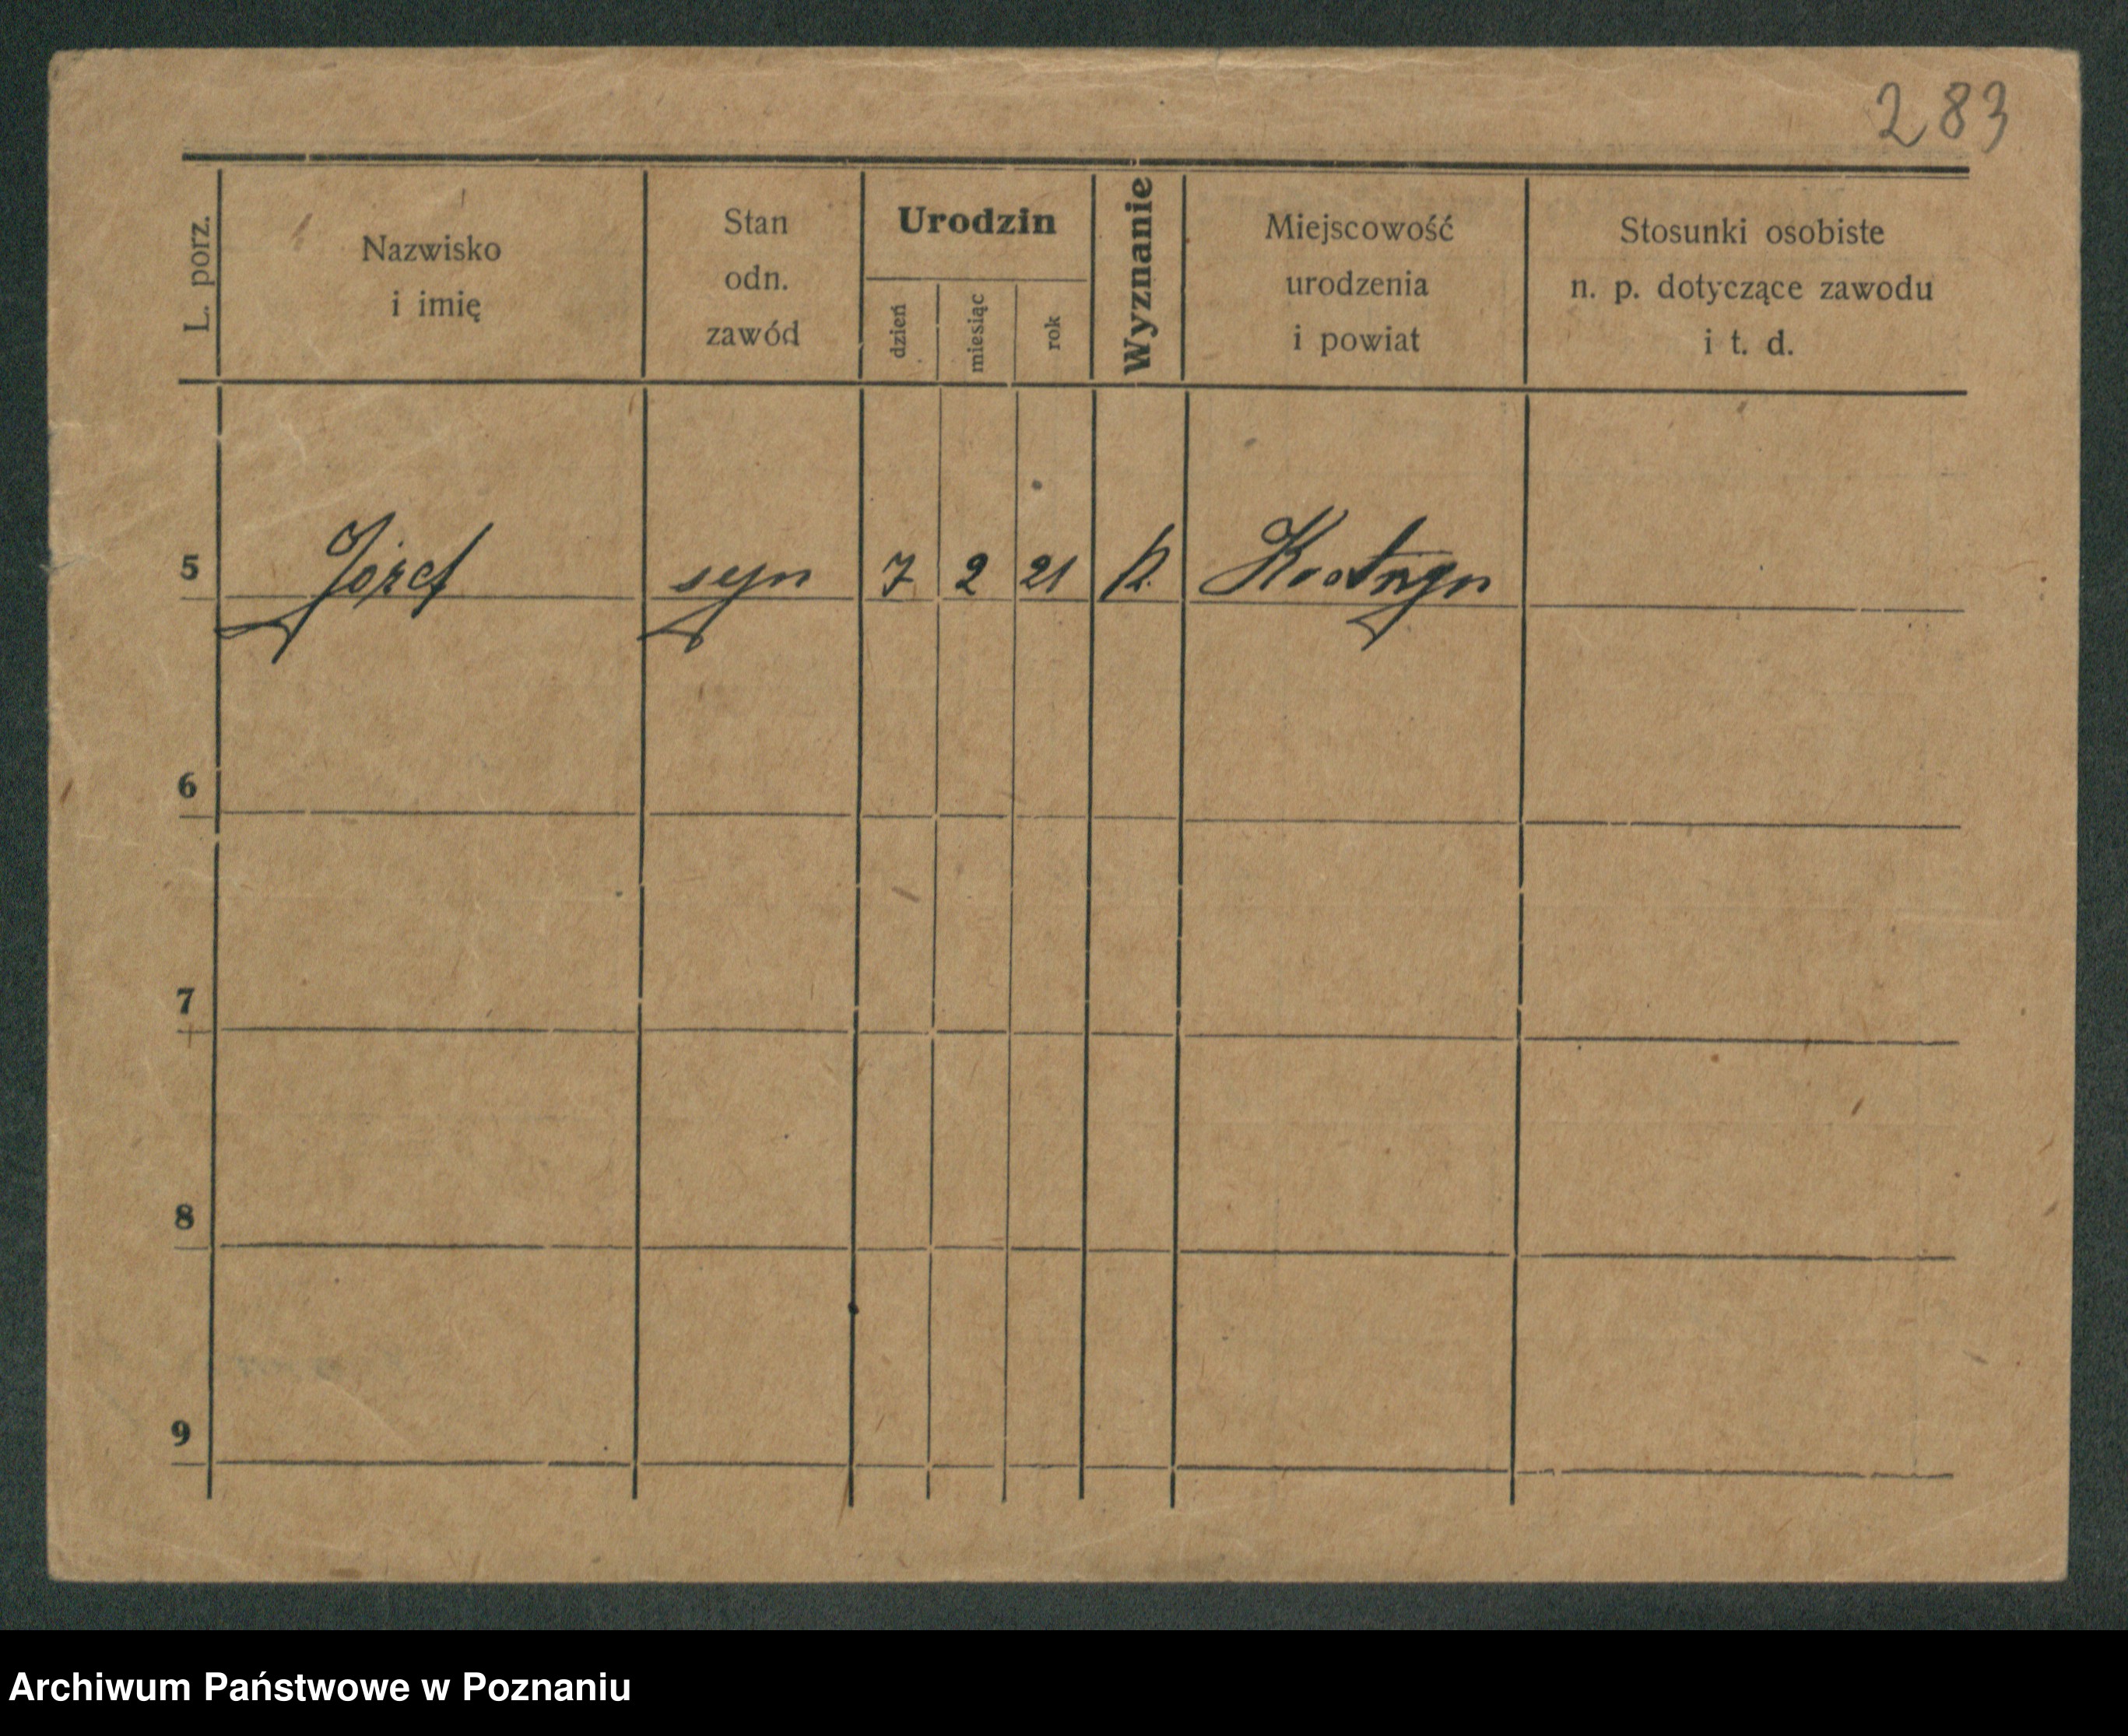 283
L. porz.
Nazwisko
i imię
Stan
odn.
zawód
Urodzin
dzień
miesiąc
rok
Wyznanie
Miejscowość
urodzenia
i powiat
Stosunki osobiste
n. p. dotyczące zawodu
i t. d.
5 Józef syn 7 2 21 k. Kostrzyn
6
7
8
9
Archiwum Państwowe w Poznaniu